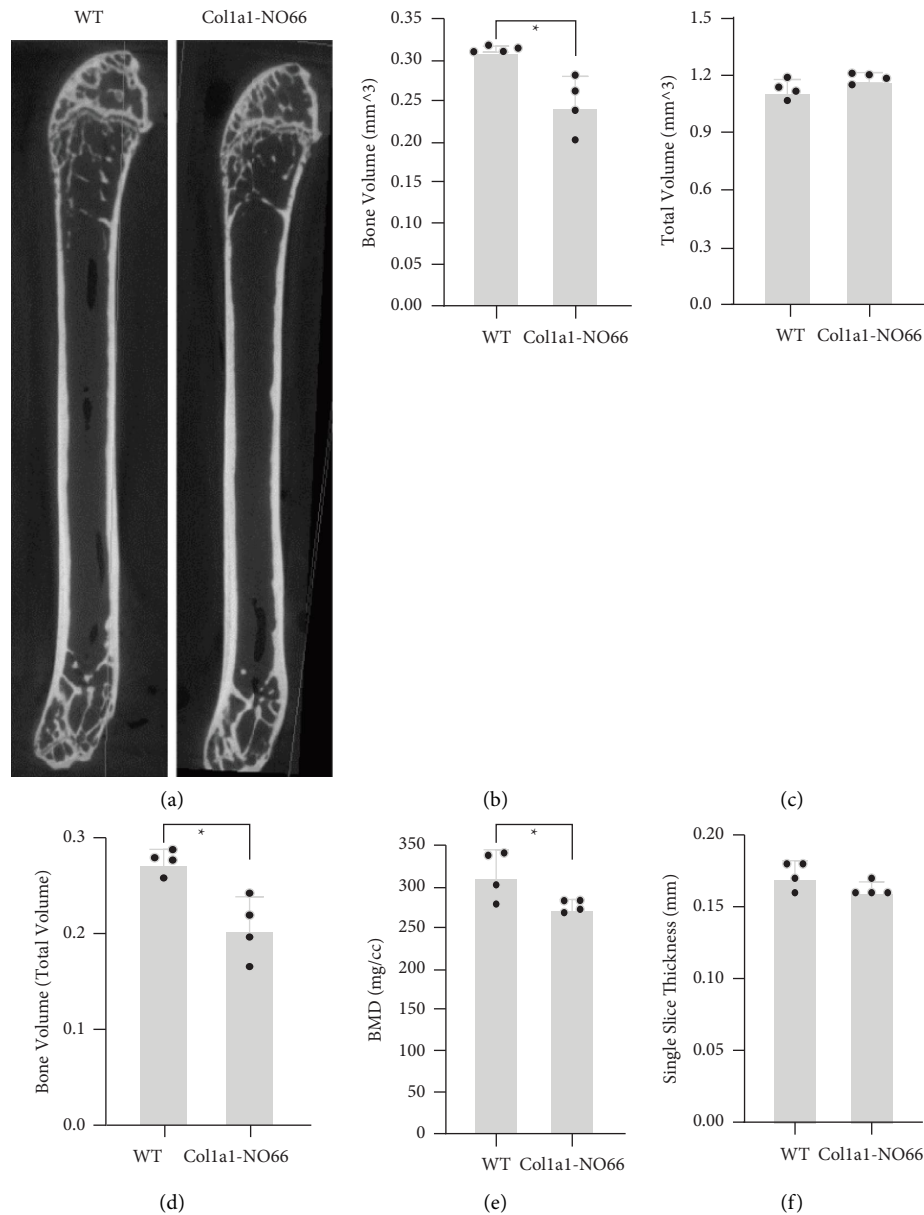 WT
Col1a1-NO66
(a)
Bone Volume (mm^3)
0.35
0.30
0.25
0.20
0.15
0.10
0.05
0.00
*
WT
Col1a1-NO66
(b)
Total Volume (mm^3)
1.5
1.2
0.9
0.6
0.3
0.0
WT
Col1a1-NO66
(c)
Bone Volume (Total Volume)
0.3
0.2
0.1
0.0
*
WT
Col1a1-NO66
(d)
BMD (mg/cc)
350
300
250
200
150
100
50
0
*
WT
Col1a1-NO66
(e)
Single Slice Thickness (mm)
0.20
0.15
0.10
0.05
0.00
WT
Col1a1-NO66
(f)